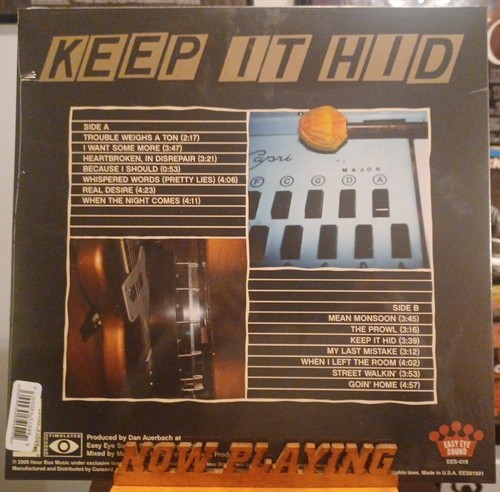 KEEP IT HID
SIDE A
TROUBLE WEIGHS A TON (2:17)
I WANT SOME MORE (3:47)
HEARTBROKEN, IN DISREPAIR (3:21)
BECAUSE I SHOULD (0:53)
WHISPERED WORDS (PRETTY LIES) (4:06)
REAL DESIRE (4:23)
WHEN THE NIGHT COMES (4:11)
Capri
MAJOR
F C G D A
SIDE B
MEAN MONSOON (3:45)
THE PROWL (3:16)
KEEP IT HID (3:39)
MY LAST MISTAKE (3:12)
WHEN I LEFT THE ROOM (4:02)
STREET WALKIN' (3:53)
GOIN' HOME (4:57)
Produced by Dan Auerbach at
Easy Eye
Mixed by
NOW PLAYING
EASY EYE
SOUND
EES-019
Made in U.S.A.